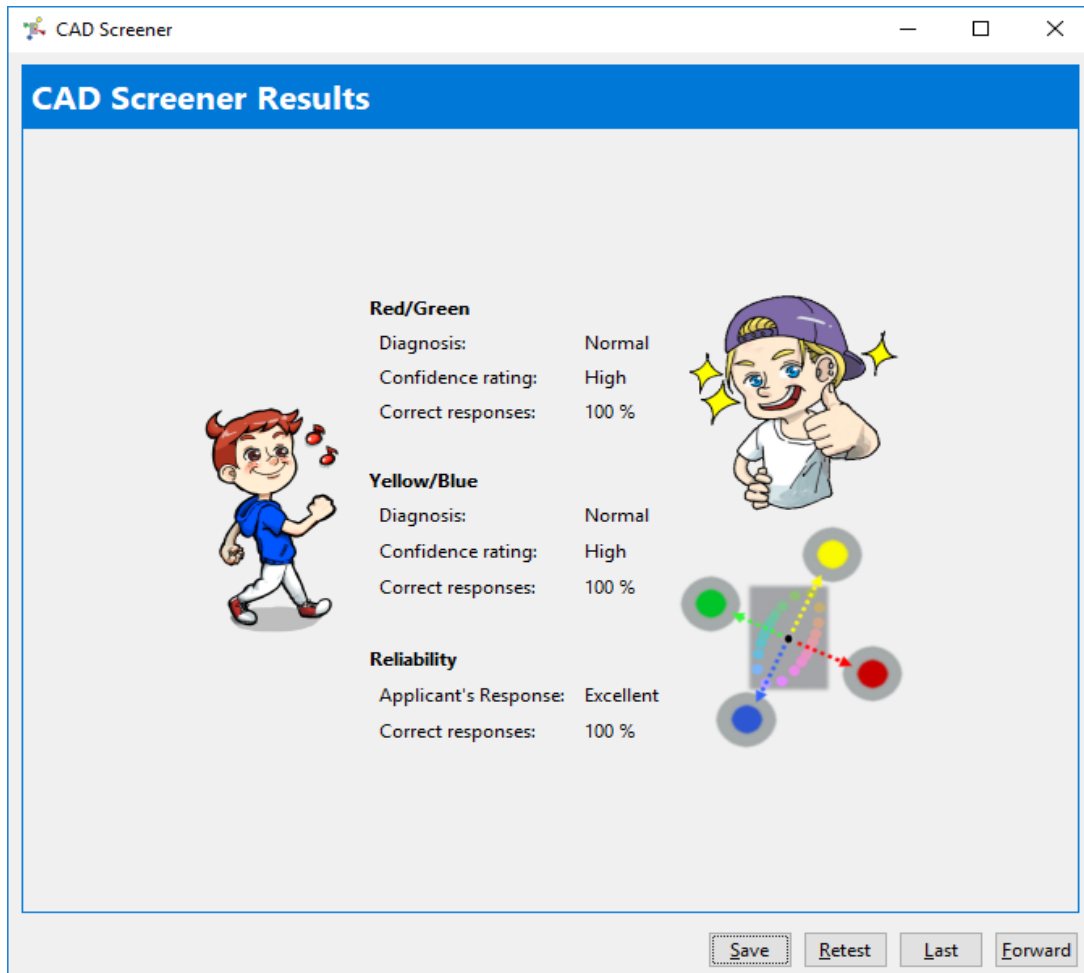 CAD Screener
CAD Screener Results
Red/Green
Diagnosis: Normal
Confidence rating: High
Correct responses: 100 %
Yellow/Blue
Diagnosis: Normal
Confidence rating: High
Correct responses: 100 %
Reliability
Applicant's Response: Excellent
Correct responses: 100 %
Save Retest Last Forward